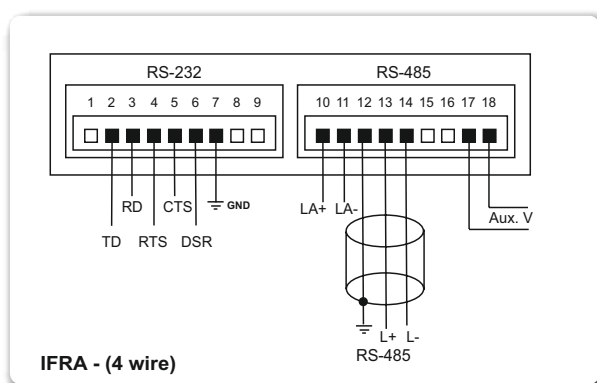 RS-232 RS-485
1 2 3 4 5 6 7 8 9 10 11 12 13 14 15 16 17 18
RD CTS GND LA+ LA- Aux. V
TD RTS DSR
L+ L-
RS-485
IFRA - (4 wire)